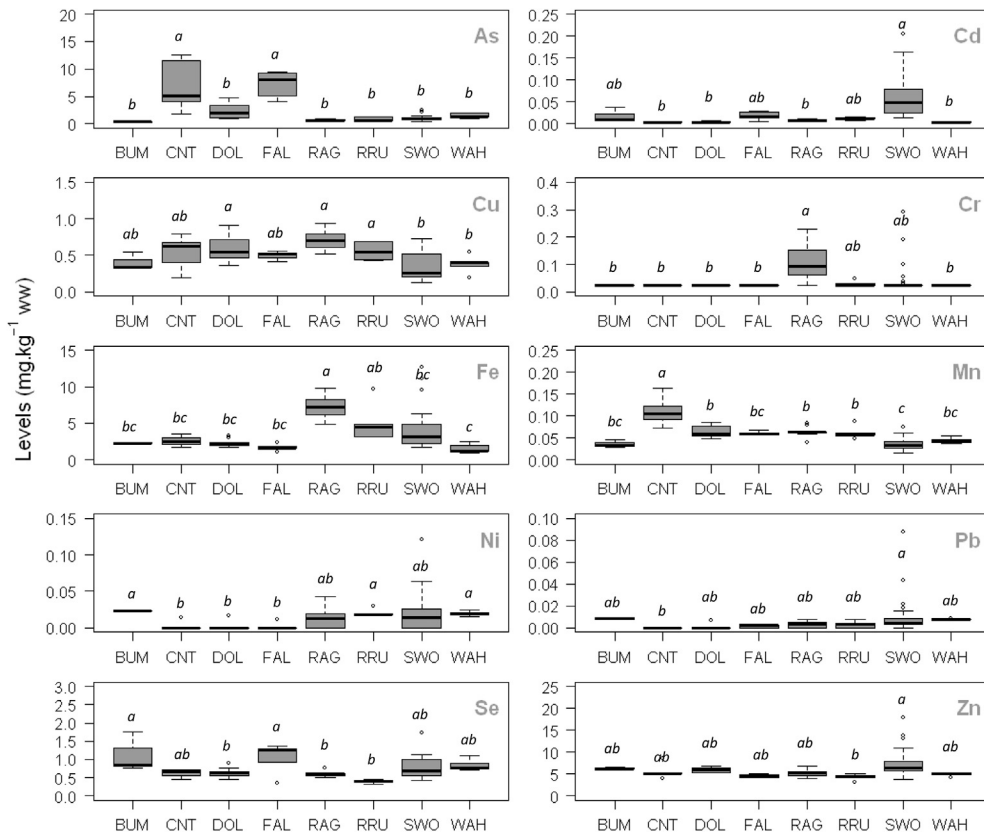 Levels (mg.kg⁻¹ ww)
20
15
10
5
0
As
b a b a b b b b
BUM CNT DOL FAL RAG RRU SWO WAH
0.25
0.20
0.15
0.10
0.05
0.00
Cd
ab b b ab b ab a b
BUM CNT DOL FAL RAG RRU SWO WAH
1.5
1.0
0.5
0.0
Cu
ab ab a ab a a b b
BUM CNT DOL FAL RAG RRU SWO WAH
0.4
0.3
0.2
0.1
0.0
Cr
b b b b a ab ab b
BUM CNT DOL FAL RAG RRU SWO WAH
15
10
5
0
Fe
bc bc bc bc a ab bc c
BUM CNT DOL FAL RAG RRU SWO WAH
0.25
0.20
0.15
0.10
0.05
0.00
Mn
bc a b bc b b c bc
BUM CNT DOL FAL RAG RRU SWO WAH
0.15
0.10
0.05
0.00
Ni
a b b b ab a ab a
BUM CNT DOL FAL RAG RRU SWO WAH
0.10
0.08
0.06
0.04
0.02
0.00
Pb
ab b ab ab ab ab a ab
BUM CNT DOL FAL RAG RRU SWO WAH
3.0
2.5
2.0
1.5
1.0
0.5
0.0
Se
a ab b a b b ab ab
BUM CNT DOL FAL RAG RRU SWO WAH
25
20
15
10
5
0
Zn
ab ab ab ab b a ab
BUM CNT DOL FAL RAG RRU SWO WAH